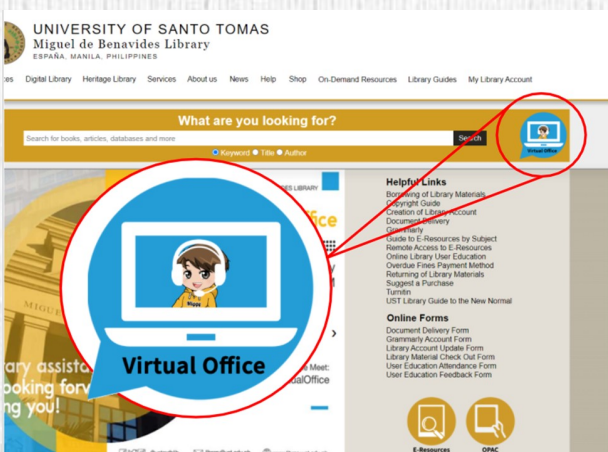 UNIVERSITY OF SANTO TOMAS
Miguel de Benavides Library
ESPAÑA, MANILA, PHILIPPINES
Digital Library Heritage Library Services About us News Help Shop On-Demand Resources Library Guides My Library Account
What are you looking for?
Search for books, articles, databases and more
Search
Keyword Title Author
Virtual Office
Virtual Office
Helpful Links
Borrowing of Library Materials
Copyright Guide
Creation of Library Account
Document Delivery
Grammarly
Guide to E-Resources by Subject
Remote Access to E-Resources
Online Library User Education
Overdue Fines Payment Method
Returning of Library Materials
Suggest a Purchase
Turnitin
UST Library Guide to the New Normal
Online Forms
Document Delivery Form
Grammarly Account Form
Library Account Update Form
Library Material Check Out Form
User Education Attendance Form
User Education Feedback Form
E-Resources OPAC